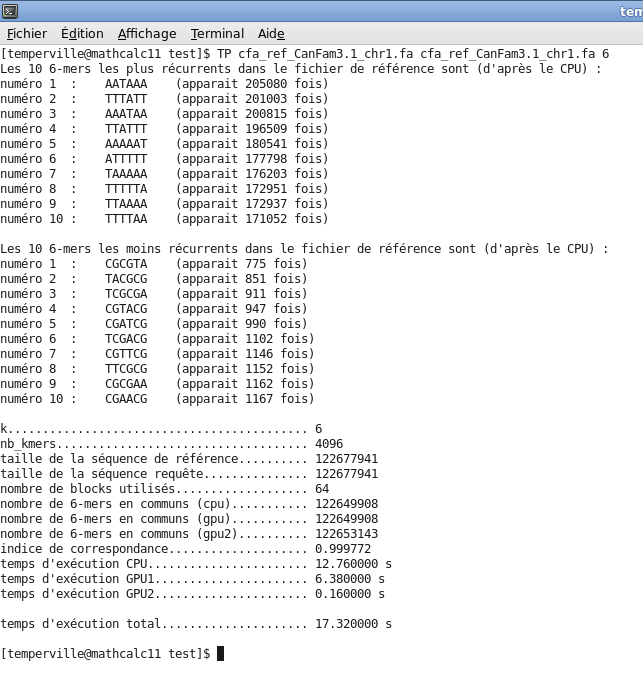 tem
Fichier Édition Affichage Terminal Aide
[temperville@mathcalc11 test]$ TP cfa_ref_CanFam3.1_chr1.fa cfa_ref_CanFam3.1_chr1.fa 6
Les 10 6-mers les plus récurrents dans le fichier de référence sont (d'après le CPU) :
numéro 1  :    AATAAA    (apparait 205080 fois)
numéro 2  :    TTTATT    (apparait 201003 fois)
numéro 3  :    AAATAA    (apparait 200815 fois)
numéro 4  :    TTATTT    (apparait 196509 fois)
numéro 5  :    AAAAAT    (apparait 180541 fois)
numéro 6  :    ATTTTT    (apparait 177798 fois)
numéro 7  :    TAAAAA    (apparait 176203 fois)
numéro 8  :    TTTTTA    (apparait 172951 fois)
numéro 9  :    TTAAAA    (apparait 172937 fois)
numéro 10 :    TTTTAA    (apparait 171052 fois)
Les 10 6-mers les moins récurrents dans le fichier de référence sont (d'après le CPU) :
numéro 1  :    CGCGTA    (apparait 775 fois)
numéro 2  :    TACGCG    (apparait 851 fois)
numéro 3  :    TCGCGA    (apparait 911 fois)
numéro 4  :    CGTACG    (apparait 947 fois)
numéro 5  :    CGATCG    (apparait 990 fois)
numéro 6  :    TCGACG    (apparait 1102 fois)
numéro 7  :    CGTTCG    (apparait 1146 fois)
numéro 8  :    TTCGCG    (apparait 1152 fois)
numéro 9  :    CGCGAA    (apparait 1162 fois)
numéro 10 :    CGAACG    (apparait 1167 fois)
k........................................... 6
nb_kmers.................................... 4096
taille de la séquence de référence.......... 122677941
taille de la séquence requête............... 122677941
nombre de blocks utilisés................... 64
nombre de 6-mers en communs (cpu)........... 122649908
nombre de 6-mers en communs (gpu)........... 122649908
nombre de 6-mers en communs (gpu2).......... 122653143
indice de correspondance.................... 0.999772
temps d'exécution CPU....................... 12.760000 s
temps d'exécution GPU1...................... 6.380000 s
temps d'exécution GPU2...................... 0.160000 s
temps d'exécution total..................... 17.320000 s
[temperville@mathcalc11 test]$